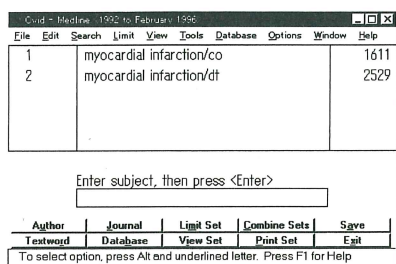 Ovid - Medline 1992 to February 1996
File Edit Search Limit View Tools Database Options Window Help
1 myocardial infarction/co 1611
2 myocardial infarction/dt 2529
Enter subject, then press <Enter>
Author Journal Limit Set Combine Sets Save
Textword Database View Set Print Set Exit
To select option, press Alt and underlined letter. Press F1 for Help